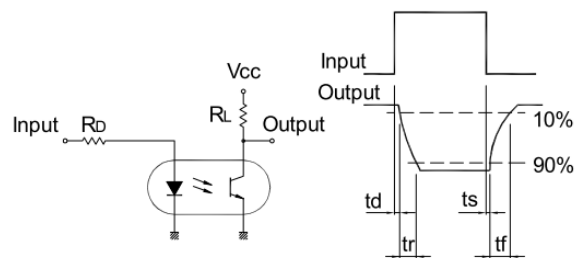 Input RD
Vcc
RL
Output
Input
Output
10%
90%
td
ts
tr
tf